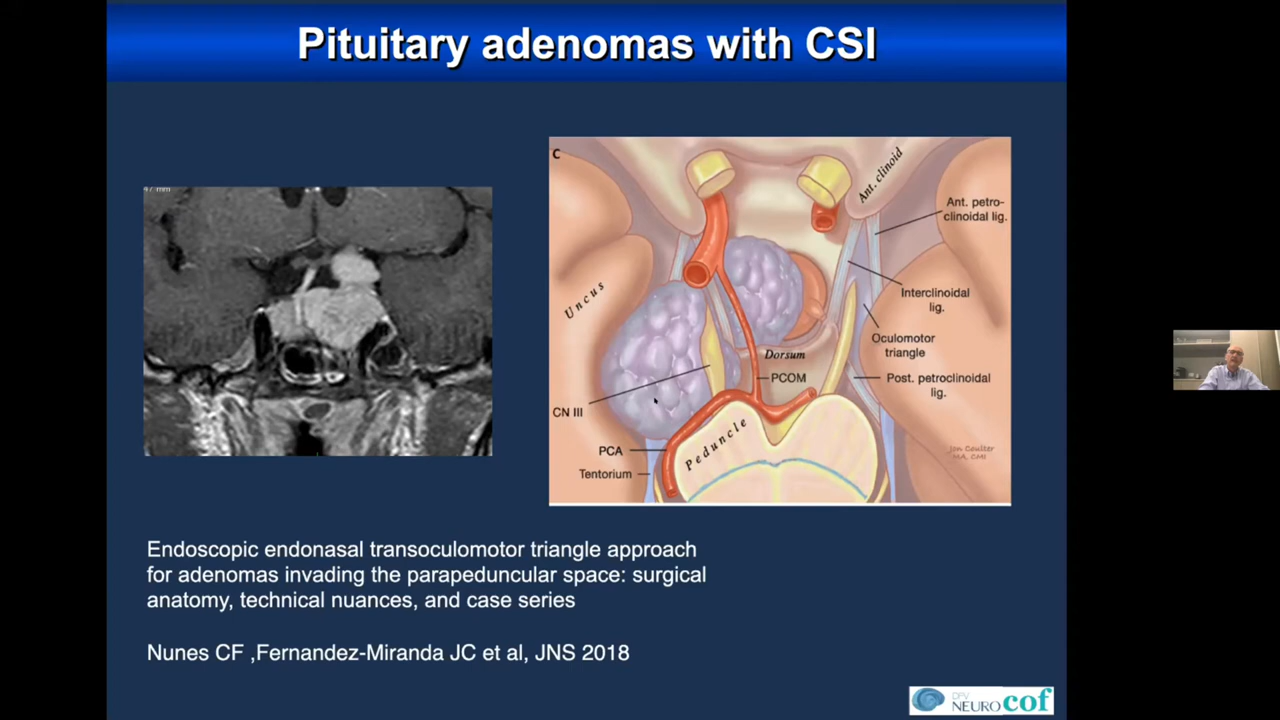 Pituitary adenomas with CSI
47 mm
C
Ant. clinoid
Ant. petro-
clinoidal lig.
Uncus
Interclinoidal
lig.
Oculomotor
triangle
Dorsum
PCOM
Post. petroclinoidal
lig.
CN III
Peduncle
PCA
Tentorium
Jon Coulter
MA, CMI
Endoscopic endonasal transoculomotor triangle approach
for adenomas invading the parapeduncular space: surgical
anatomy, technical nuances, and case series
Nunes CF ,Fernandez-Miranda JC et al, JNS 2018
DFV
NEURO cof